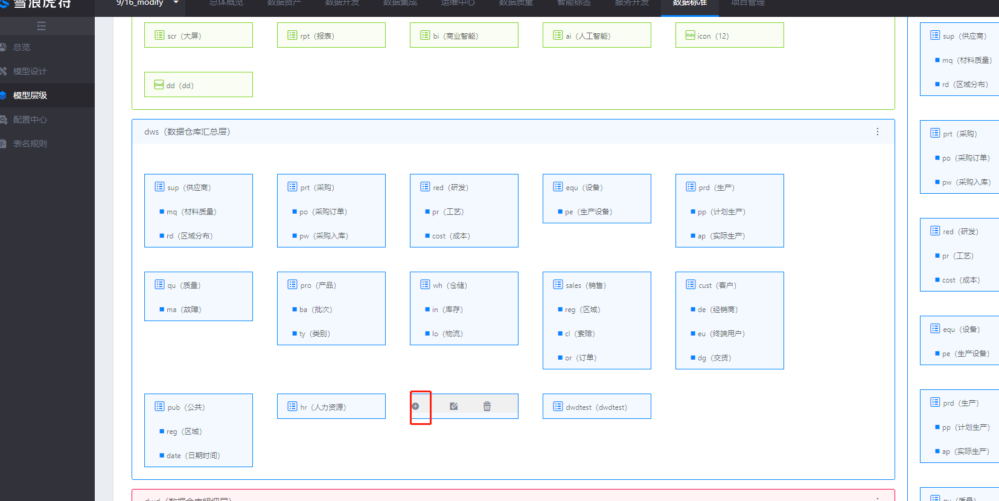 雪浪虎符
9/16_modify
总体概览
数据资产
数据开发
数据集成
运维中心
数据质量
智能标签
服务开发
数据标准
项目管理
总览
模型设计
模型层级
配置中心
表名规则
scr（大屏）
rpt（报表）
bi（商业智能）
ai（人工智能）
icon（12）
dd（dd）
dws（数据仓库汇总层）
sup（供应商）
mq（材料质量）
rd（区域分布）
prt（采购）
po（采购订单）
pw（采购入库）
red（研发）
pr（工艺）
cost（成本）
equ（设备）
pe（生产设备）
prd（生产）
pp（计划生产）
ap（实际生产）
qu（质量）
ma（故障）
pro（产品）
ba（批次）
ty（类别）
wh（仓储）
in（库存）
lo（物流）
sales（销售）
reg（区域）
cl（索赔）
or（订单）
cust（客户）
de（经销商）
eu（终端用户）
dg（交货）
pub（公共）
reg（区域）
date（日期时间）
hr（人力资源）
dwdtest（dwdtest）
dwd（数据仓库明细层）
sup（供应商）
mq（材料质量）
rd（区域分布）
prt（采购）
po（采购订单）
pw（采购入库）
red（研发）
pr（工艺）
cost（成本）
equ（设备）
pe（生产设备）
prd（生产）
pp（计划生产）
ap（实际生产）
qu（质量）